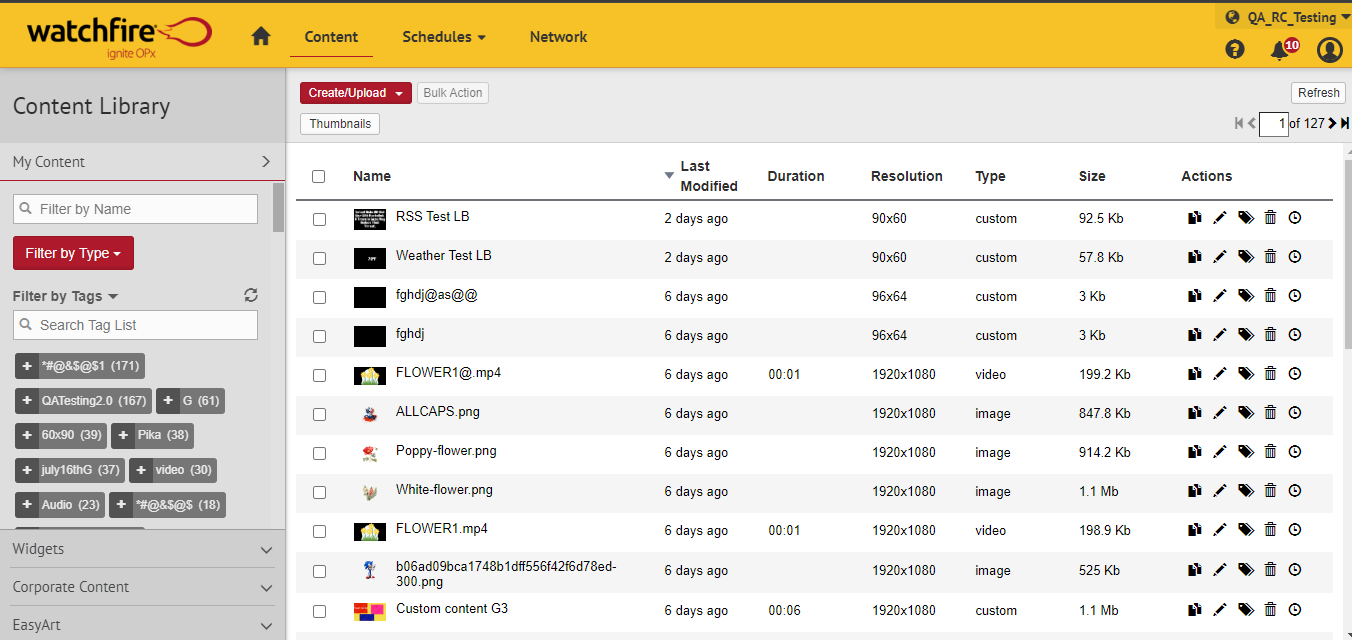 watchfire
ignite OPx
Content
Schedules
Network
QA_RC_Testing
10
Content Library
Create/Upload
Bulk Action
Refresh
Thumbnails
1 of 127
My Content
Filter by Name
Filter by Type
Filter by Tags
Search Tag List
+ *#@&$@$1 (171)
+ QATesting2.0 (167) + G (61)
+ 60x90 (39) + Pika (38)
+ july16thG (37) + video (30)
+ Audio (23) + *#@&$@$ (18)
Widgets
Corporate Content
EasyArt
Name Last Modified Duration Resolution Type Size Actions
RSS Test LB 2 days ago 90x60 custom 92.5 Kb
Weather Test LB 2 days ago 90x60 custom 57.8 Kb
fghdj@as@@ 6 days ago 96x64 custom 3 Kb
fghdj 6 days ago 96x64 custom 3 Kb
FLOWER1@.mp4 6 days ago 00:01 1920x1080 video 199.2 Kb
ALLCAPS.png 6 days ago 1920x1080 image 847.8 Kb
Poppy-flower.png 6 days ago 1920x1080 image 914.2 Kb
White-flower.png 6 days ago 1920x1080 image 1.1 Mb
FLOWER1.mp4 6 days ago 00:01 1920x1080 video 198.9 Kb
b06ad09bca1748b1dff556f42f6d78ed-
300.png 6 days ago 1920x1080 image 525 Kb
Custom content G3 6 days ago 00:06 1920x1080 custom 1.1 Mb